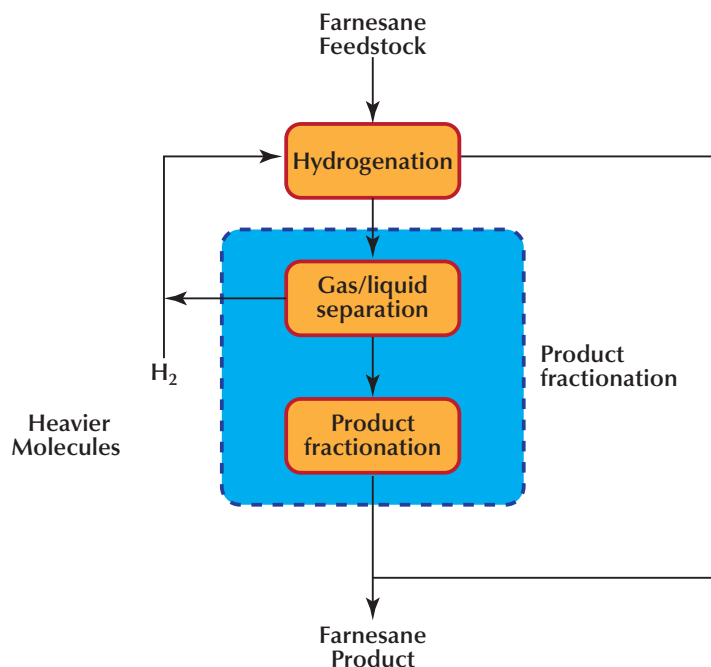 Farnesane
Feedstock
Hydrogenation
Gas/liquid
separation
Product
fractionation
H₂
Heavier
Molecules
Product
fractionation
Farnesane
Product